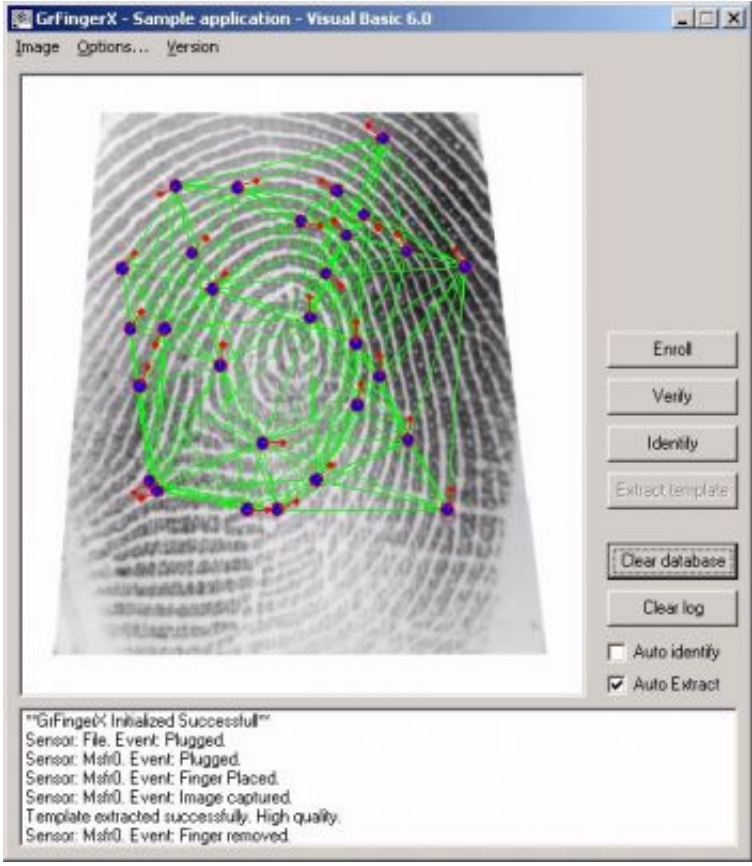 GrFingerX - Sample application - Visual Basic 6.0
Image Options... Version
Enroll
Verify
Identify
Extract template
Clear database
Clear log
Auto identify
Auto Extract
**GrFingerX Initialized Successfull**
Sensor: File. Event: Plugged.
Sensor: Msfr0. Event: Plugged.
Sensor: Msfr0. Event: Finger Placed.
Sensor: Msfr0. Event: Image captured.
Template extracted successfully. High quality.
Sensor: Msfr0. Event: Finger removed.